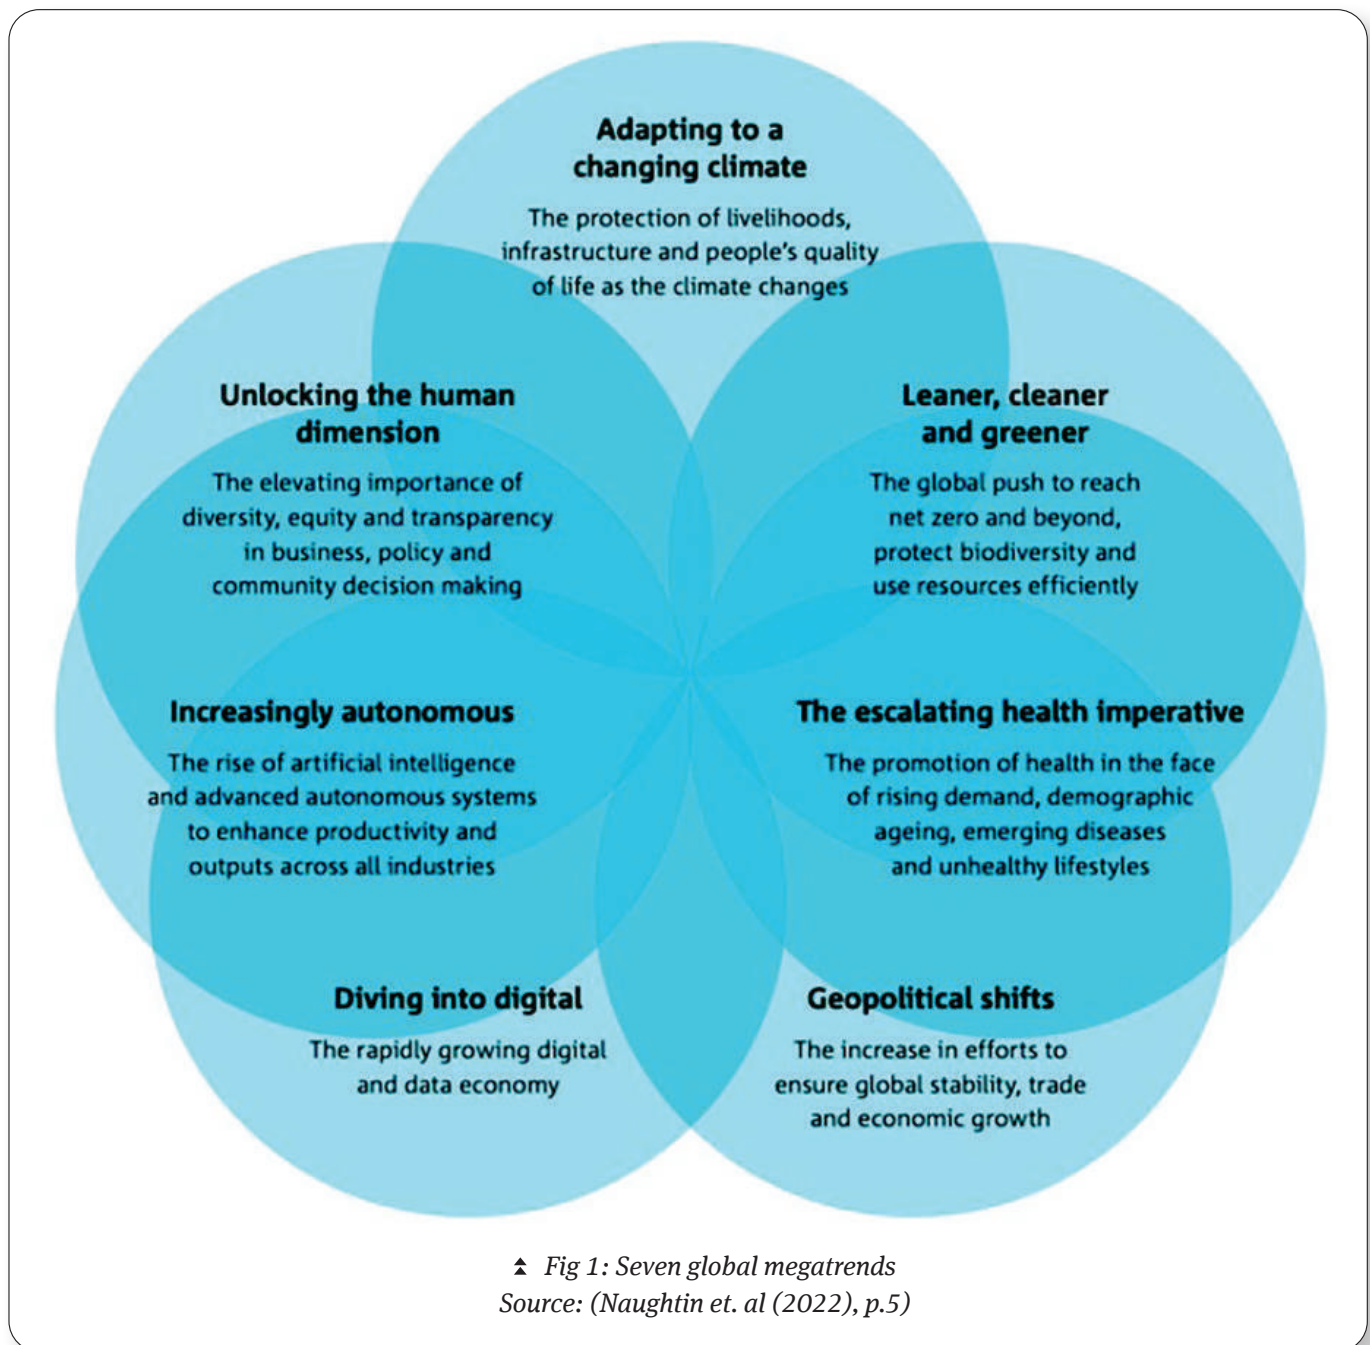 Adapting to a
changing climate
The protection of livelihoods,
infrastructure and people's quality
of life as the climate changes
Unlocking the human
dimension
The elevating importance of
diversity, equity and transparency
in business, policy and
community decision making
Leaner, cleaner
and greener
The global push to reach
net zero and beyond,
protect biodiversity and
use resources efficiently
Increasingly autonomous
The rise of artificial intelligence
and advanced autonomous systems
to enhance productivity and
outputs across all industries
The escalating health imperative
The promotion of health in the face
of rising demand, demographic
ageing, emerging diseases
and unhealthy lifestyles
Diving into digital
The rapidly growing digital
and data economy
Geopolitical shifts
The increase in efforts to
ensure global stability, trade
and economic growth
Fig 1: Seven global megatrends
Source: (Naughtin et. al (2022), p.5)